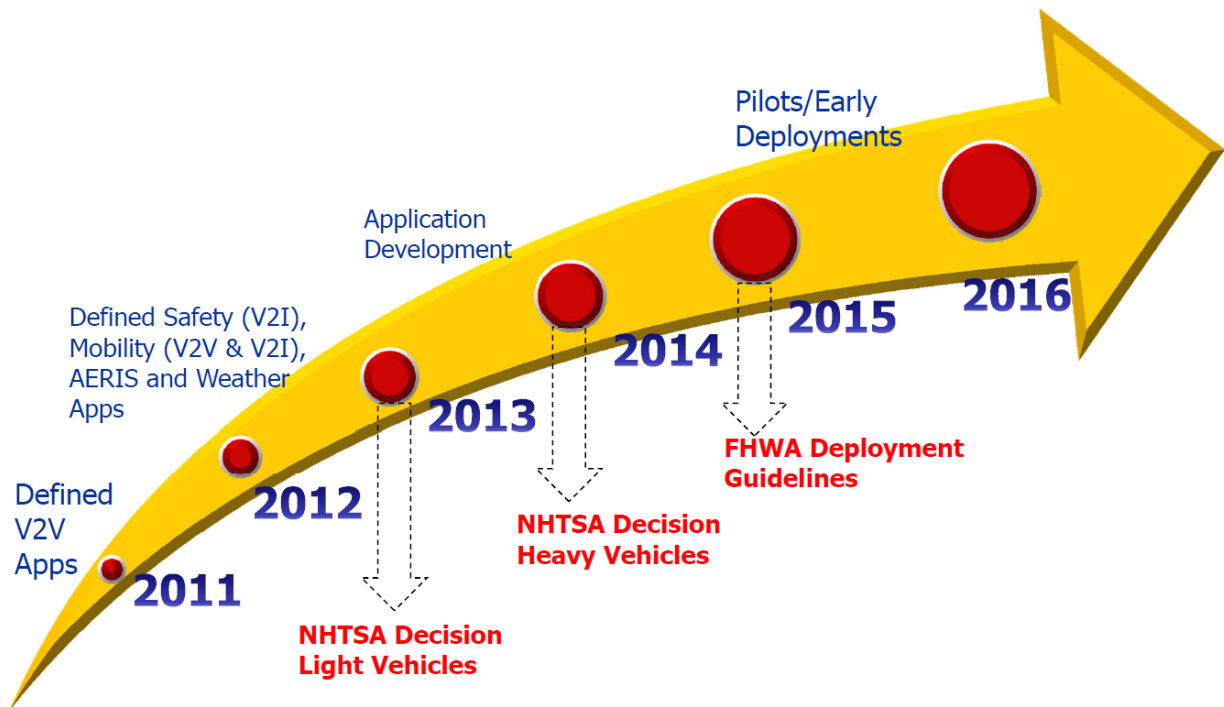 Pilots/Early
Deployments
Application
Development
2016
2015
Defined Safety (V2I),
Mobility (V2V & V2I),
AERIS and Weather
Apps
2014
2013
FHWA Deployment
Guidelines
Defined
V2V
Apps
2012
NHTSA Decision
Heavy Vehicles
2011
NHTSA Decision
Light Vehicles